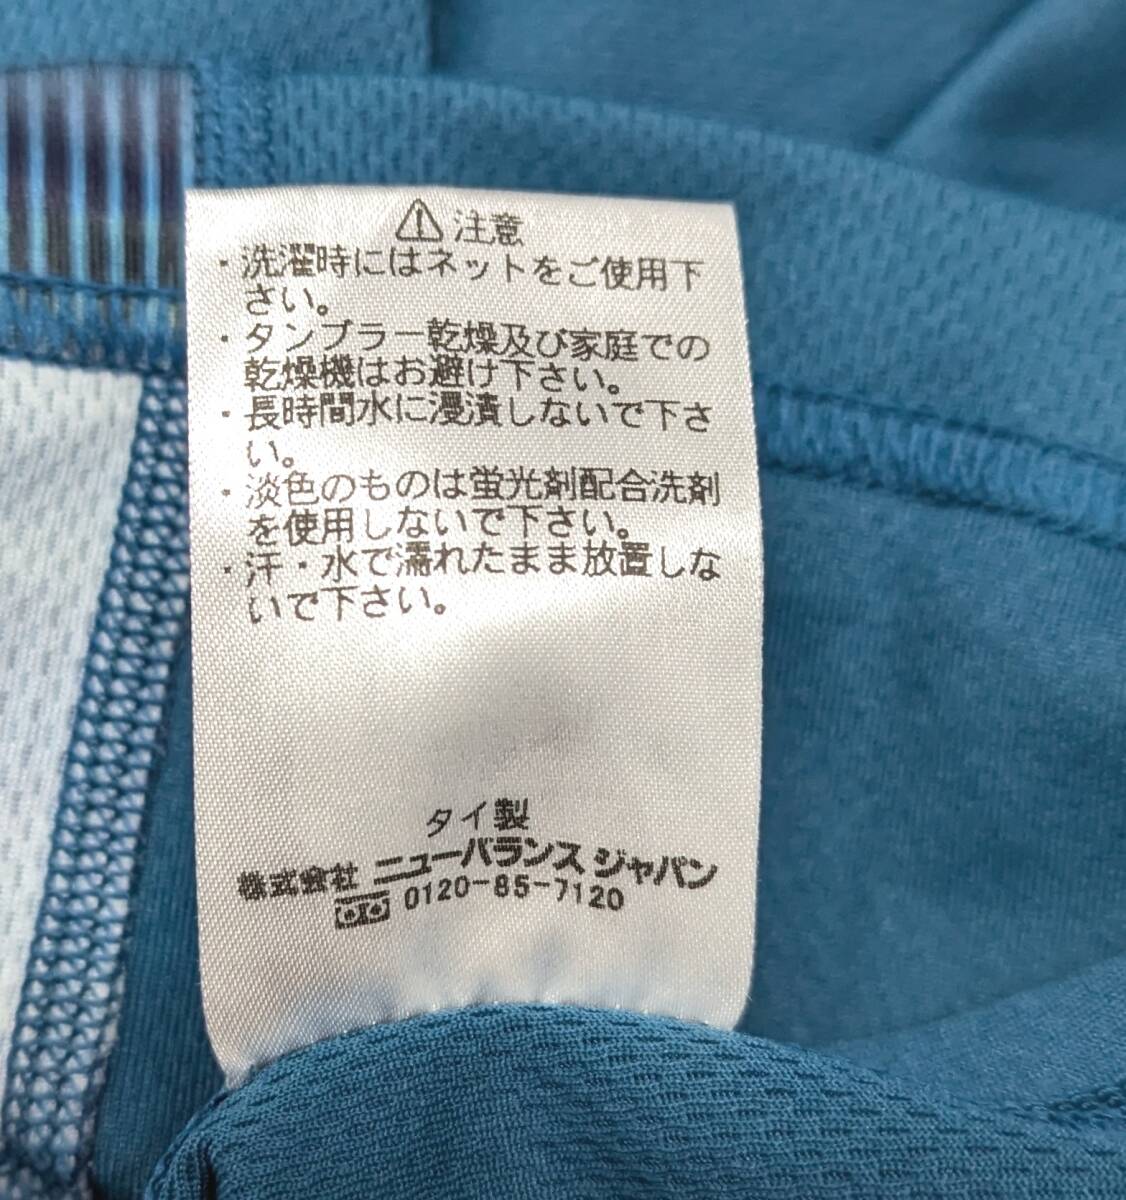 ⚠注意
・洗濯時にはネットをご使用下
さい。
・タンブラー乾燥及び家庭での
乾燥機はお避け下さい。
・長時間水に浸漬しないで下さ
い。
・淡色のものは蛍光剤配合洗剤
を使用しないで下さい。
・汗・水で濡れたまま放置しな
いで下さい。
タイ製
株式会社 ニューバランス ジャパン
0120-85-7120